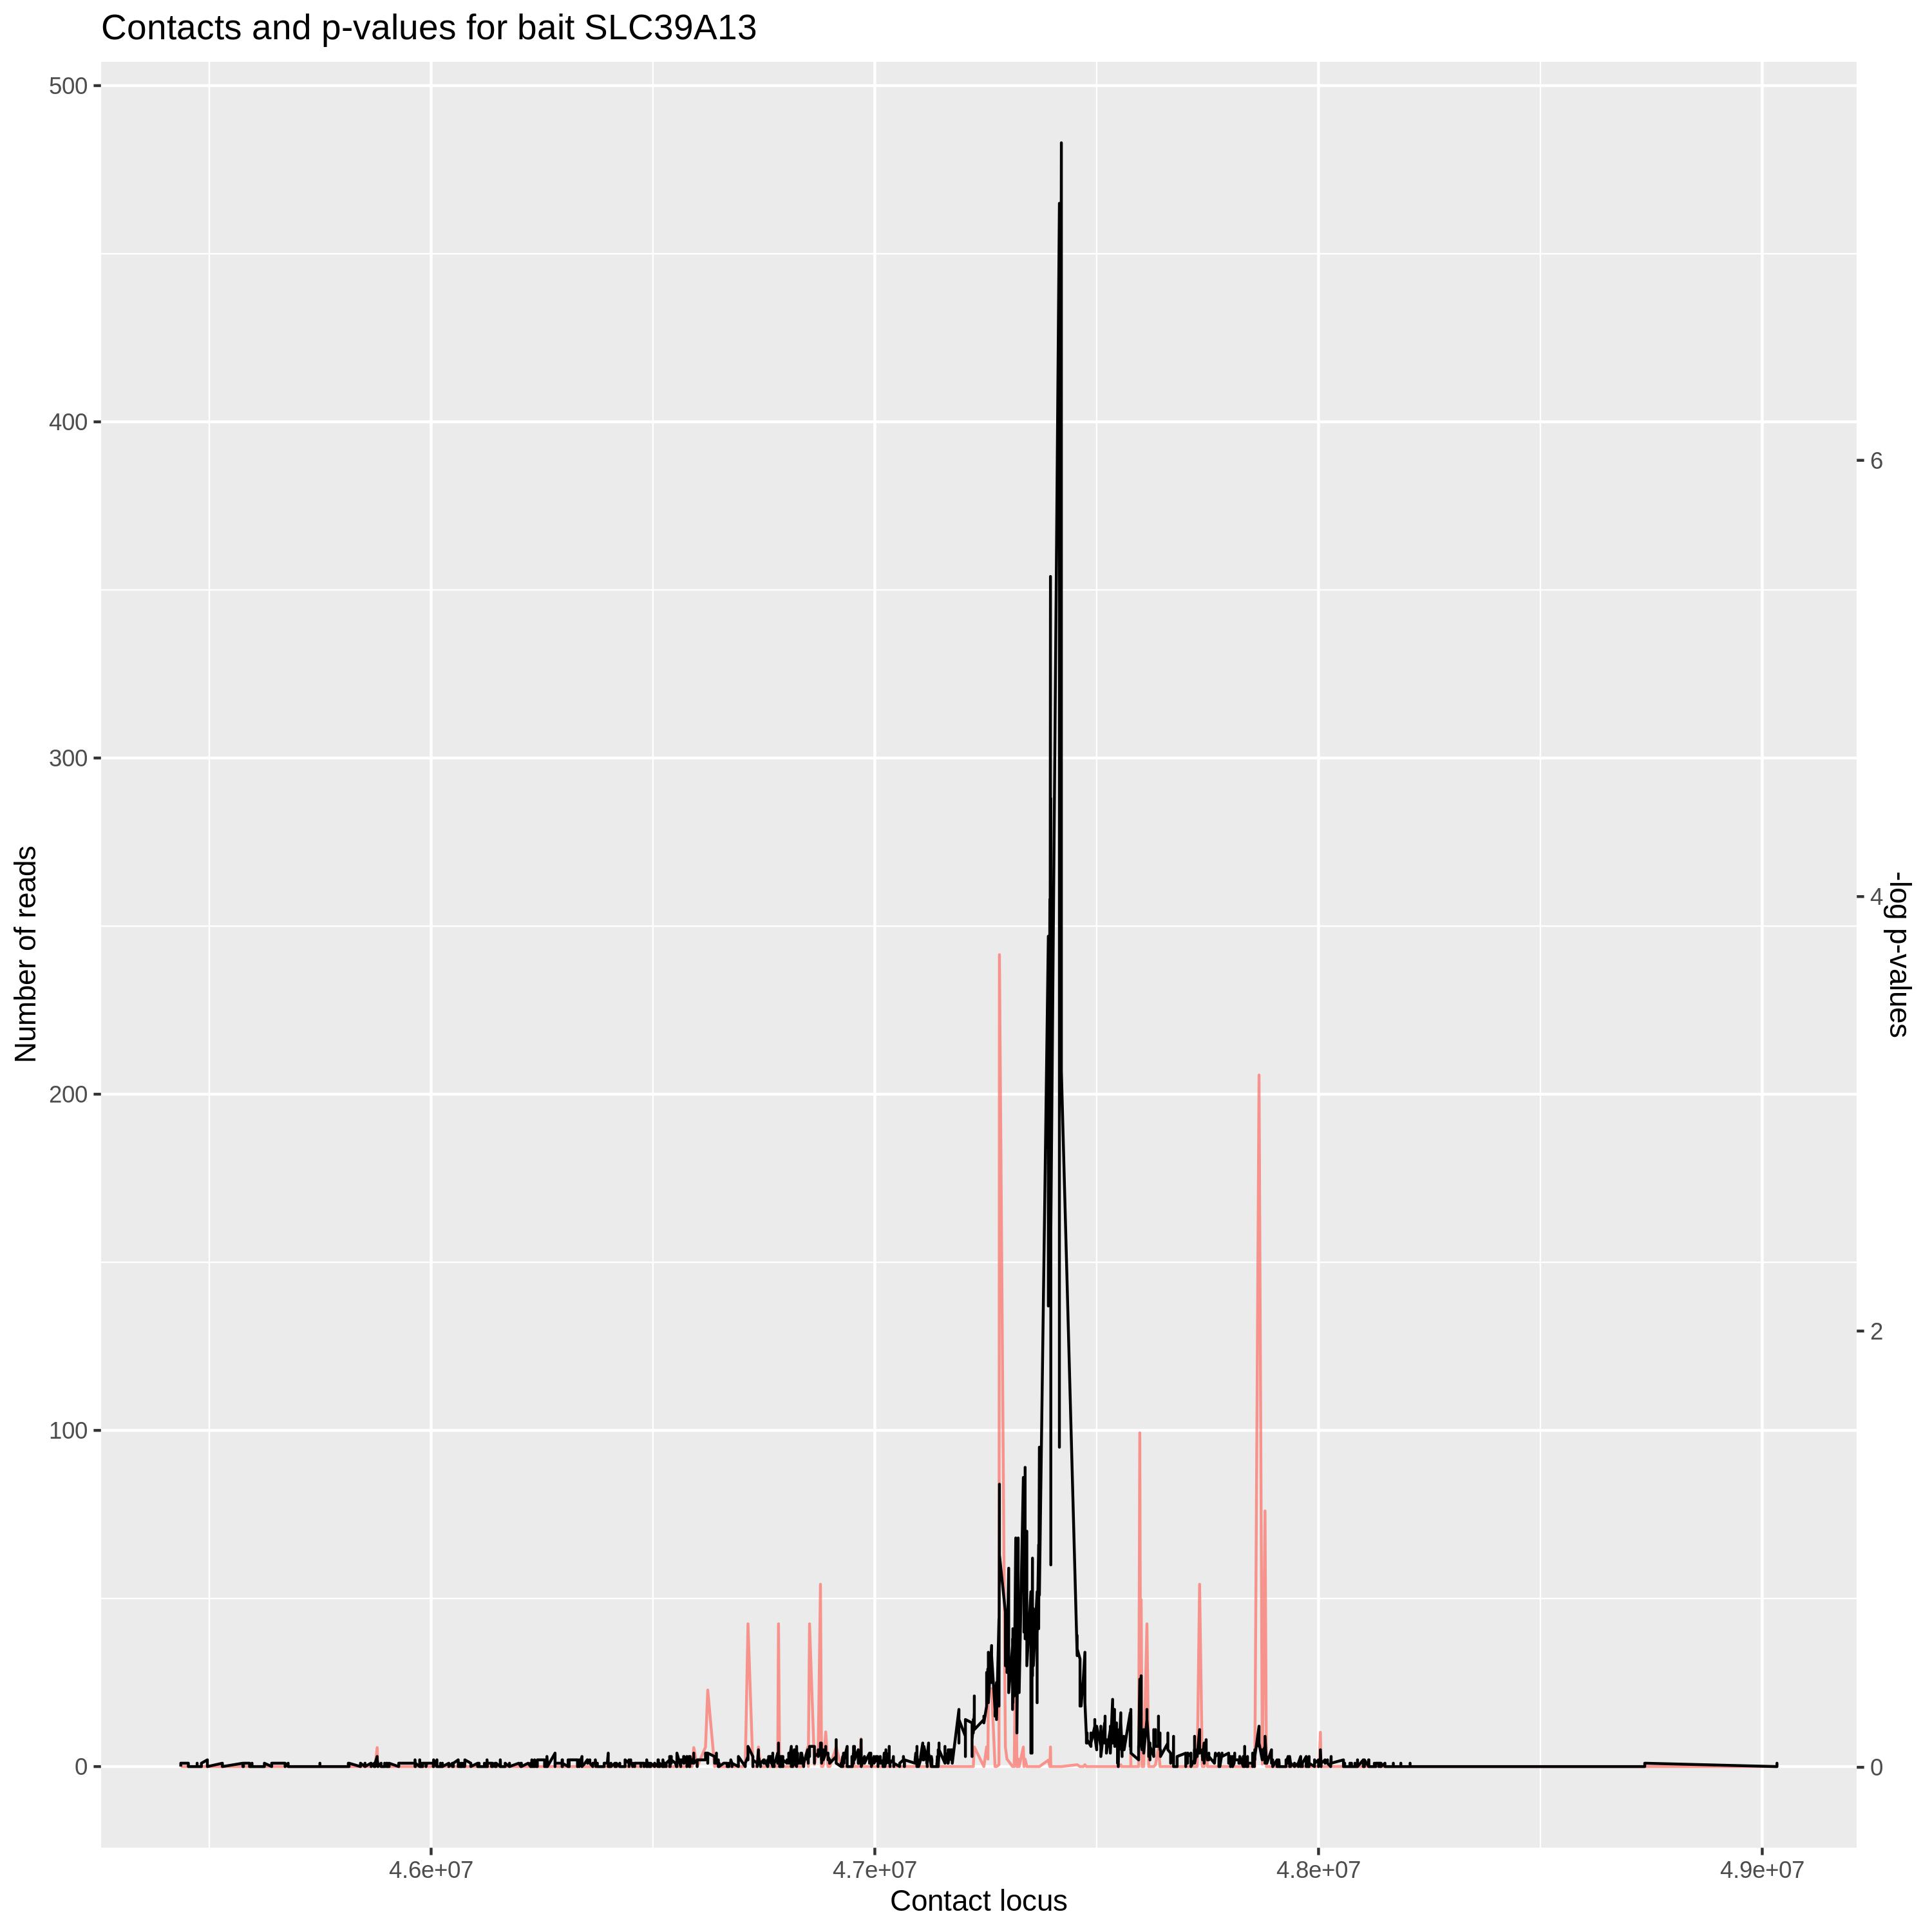 Contacts and p-values for bait SLC39A13
500
400
300
200
100
0
Number of reads
6
4
2
0
-log p-values
4.6e+07 4.7e+07 4.8e+07 4.9e+07
Contact locus